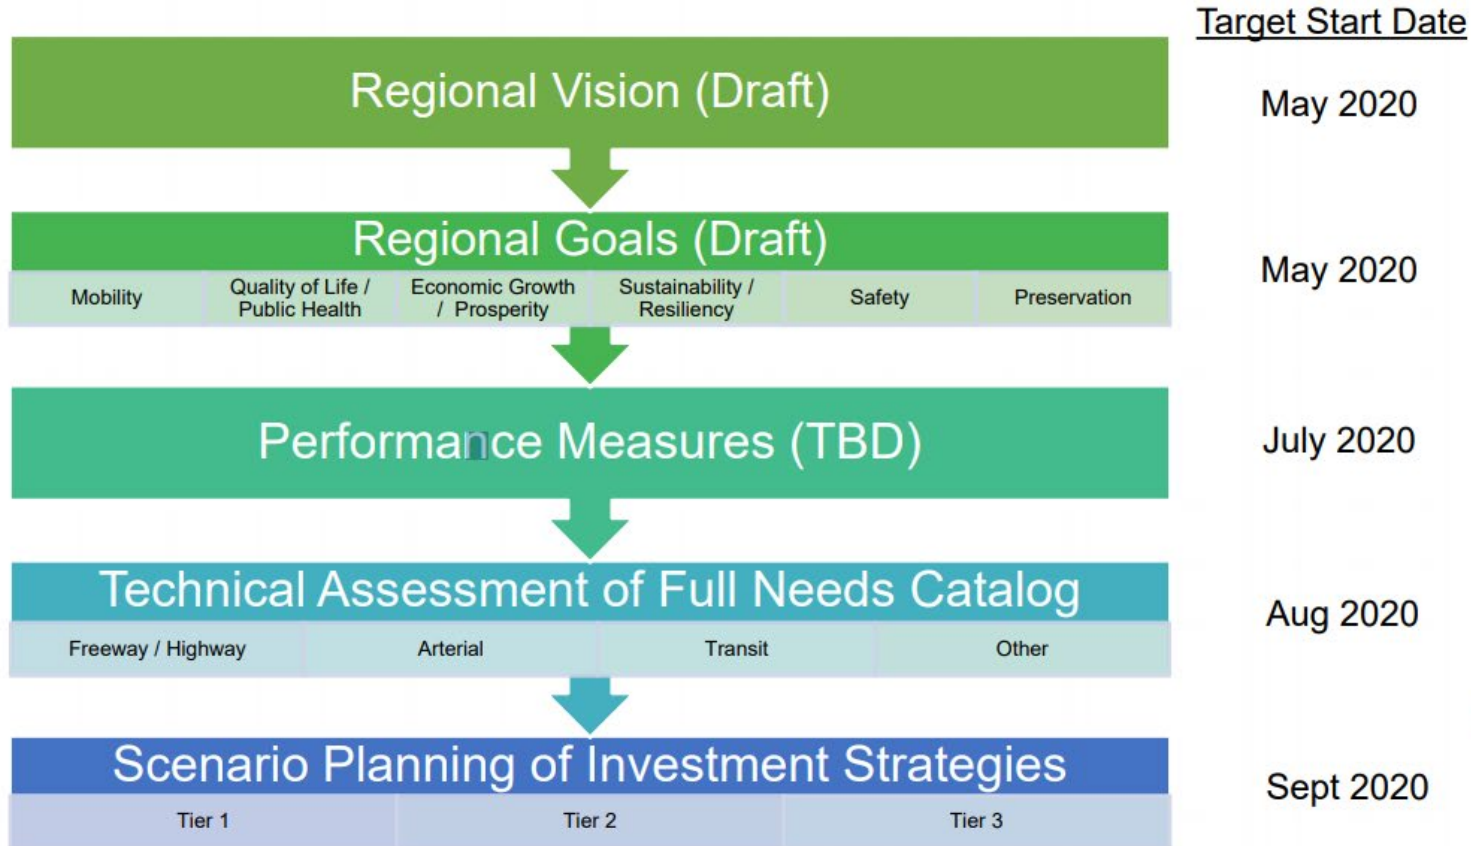 Target Start Date
Regional Vision (Draft)
May 2020
Regional Goals (Draft)
May 2020
Mobility
Quality of Life /
Public Health
Economic Growth
/ Prosperity
Sustainability /
Resiliency
Safety
Preservation
Performance Measures (TBD)
July 2020
Technical Assessment of Full Needs Catalog
Aug 2020
Freeway / Highway
Arterial
Transit
Other
Scenario Planning of Investment Strategies
Sept 2020
Tier 1
Tier 2
Tier 3